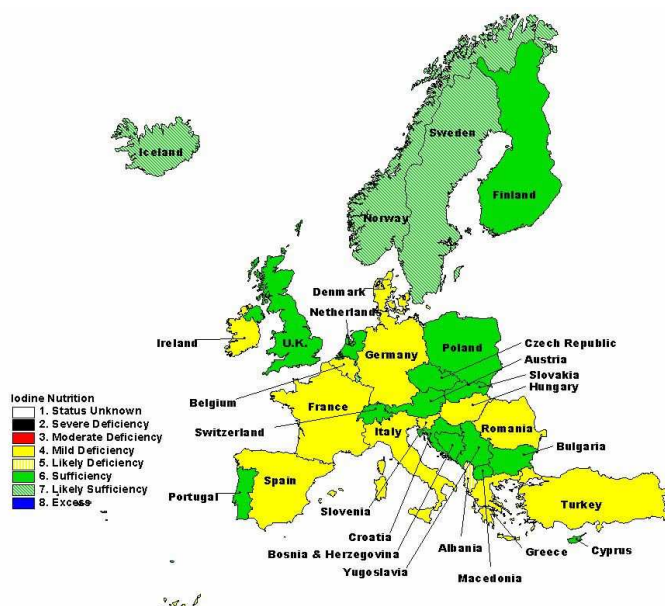 Iceland
Sweden
Finland
Norway
Denmark
Netherlands
Ireland
U.K.
Poland
Germany
Czech Republic
Austria
Slovakia
Hungary
Belgium
France
Switzerland
Italy
Romania
Bulgaria
Iodine Nutrition
1. Status Unknown
2. Severe Deficiency
3. Moderate Deficiency
4. Mild Deficiency
5. Likely Deficiency
6. Sufficiency
7. Likely Sufficiency
8. Excess
Portugal
Spain
Turkey
Slovenia
Croatia
Bosnia & Herzegovina
Yugoslavia
Albania
Macedonia
Greece
Cyprus